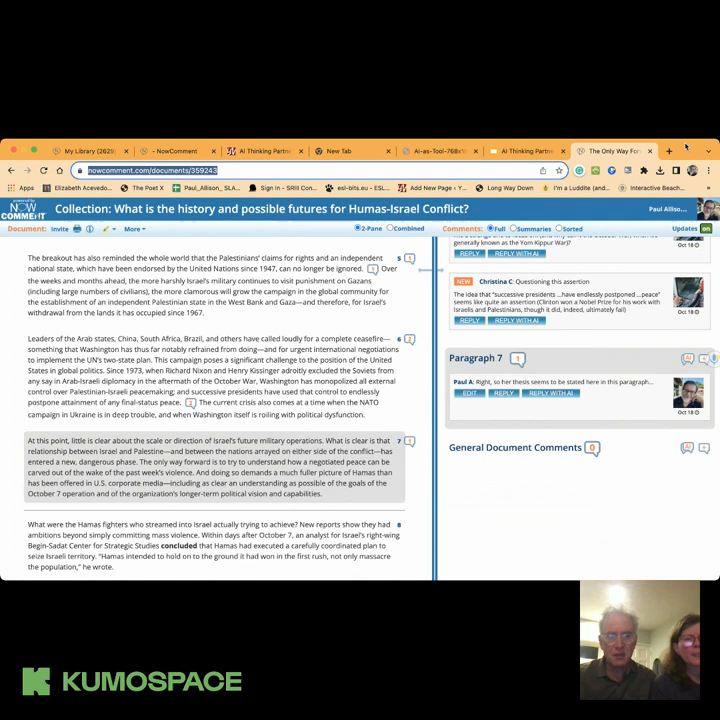 My Library (2629)
- NowComment
AI Thinking Partne
New Tab
AI-as-Tool-768x1
AI Thinking Partn
The Only Way For
nowcomment.com/documents/359243
Apps
Elizabeth Acevedo...
The Post X
Paul_Allison_ SLA...
Sign In – SRIII Con...
esl-bits.eu – ESL...
Add New Page ‹ Y...
Long Way Down
I'm a Luddite (and...
Interactive Beach...
powered by
NOW COMMENT
Collection: What is the history and possible futures for Humas-Israel Conflict?
Paul Alliso...
Document: Invite More
2-Pane Combined
Comments: Full Summaries Sorted
Updates on
The breakout has also reminded the whole world that the Palestinians' claims for rights and an independent 5 1
national state, which have been endorsed by the United Nations since 1947, can no longer be ignored. 1 Over
the weeks and months ahead, the more harshly Israel's military continues to visit punishment on Gazans
(including large numbers of civilians), the more clamorous will grow the campaign in the global community for
the establishment of an independent Palestinian state in the West Bank and Gaza—and therefore, for Israel's
withdrawal from the lands it has occupied since 1967.
Leaders of the Arab states, China, South Africa, Brazil, and others have called loudly for a complete ceasefire— 6 2
something that Washington has thus far notably refrained from doing—and for urgent international negotiations
to implement the UN's two-state plan. This campaign poses a significant challenge to the position of the United
States in global politics. Since 1973, when Richard Nixon and Henry Kissinger adroitly excluded the Soviets from
any say in Arab-Israeli diplomacy in the aftermath of the October War, Washington has monopolized all external
control over Palestinian-Israeli peacemaking; and successive presidents have used that control to endlessly
postpone attainment of any final-status peace. 2 The current crisis also comes at a time when the NATO
campaign in Ukraine is in deep trouble, and when Washington itself is roiling with political dysfunction.
At this point, little is clear about the scale or direction of Israel's future military operations. What is clear is that 7 1
relationship between Israel and Palestine—and between the nations arrayed on either side of the conflict—has
entered a new, dangerous phase. The only way forward is to try to understand how a negotiated peace can be
carved out of the wake of the past week's violence. And doing so demands a much fuller picture of Hamas than
has been offered in U.S. corporate media—including as clear an understanding as possible of the goals of the
October 7 operation and of the organization's longer-term political vision and capabilities.
What were the Hamas fighters who streamed into Israel actually trying to achieve? New reports show they had 8
ambitions beyond simply committing mass violence. Within days after October 7, an analyst for Israel's right-wing
Begin-Sadat Center for Strategic Studies concluded that Hamas had executed a carefully coordinated plan to
seize Israeli territory. "Hamas intended to hold on to the ground it had won in the first rush, not only massacre
the population," he wrote.
generally known as the Yom Kippur War)?
REPLY REPLY WITH AI
Oct 18
NEW Christina C: Questioning this assertion
The idea that "successive presidents ...have endlessly postponed ...peace"
seems like quite an assertion (Clinton won a Nobel Prize for his work with
Israelis and Palestinians, though it did, indeed, ultimately fail)
REPLY REPLY WITH AI
Oct 18
Paragraph 7 1
AI
Paul A: Right, so her thesis seems to be stated here in this paragraph...
EDIT REPLY REPLY WITH AI
Oct 18
General Document Comments 0
AI
KUMOSPACE